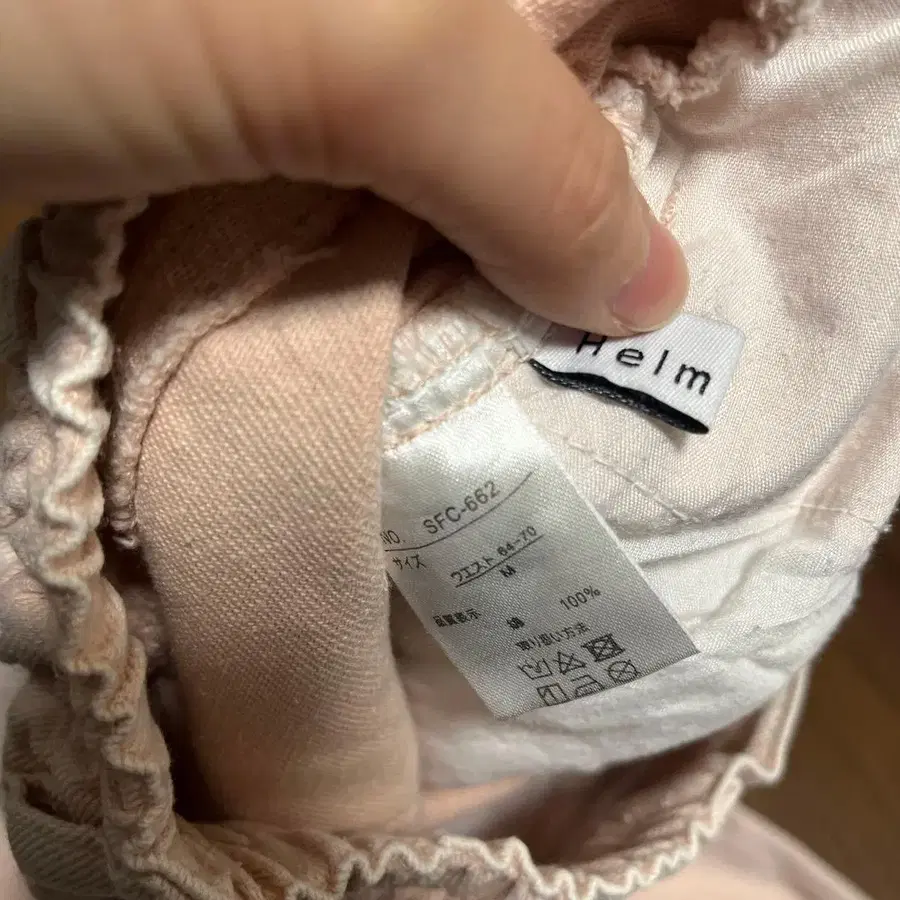 Helm
NO. SFC-662
サイズ
ウエスト 64-70
M
品質表示
綿 100%
取り扱い方法